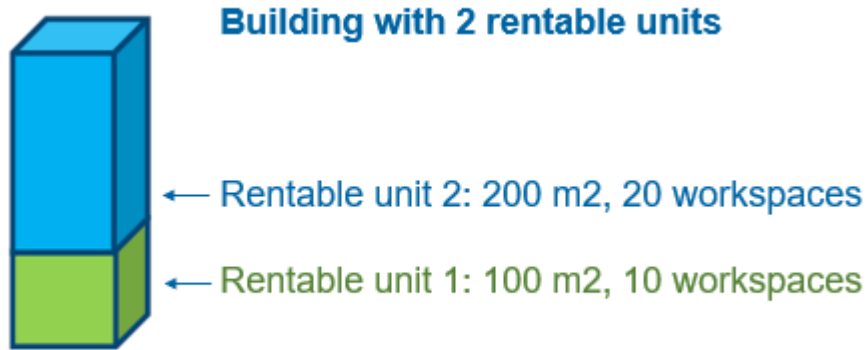 Building with 2 rentable units
Rentable unit 2: 200 m2, 20 workspaces
Rentable unit 1: 100 m2, 10 workspaces